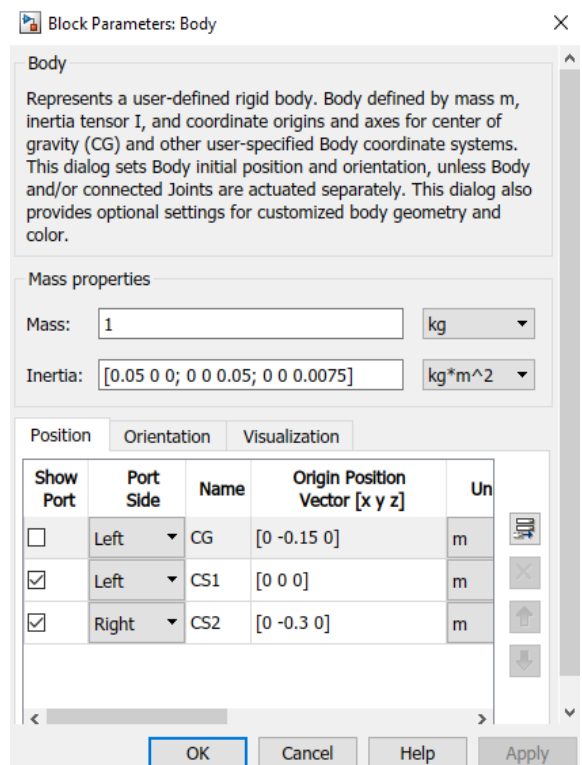 Block Parameters: Body
Body
Represents a user-defined rigid body. Body defined by mass m,
inertia tensor I, and coordinate origins and axes for center of
gravity (CG) and other user-specified Body coordinate systems.
This dialog sets Body initial position and orientation, unless Body
and/or connected Joints are actuated separately. This dialog also
provides optional settings for customized body geometry and
color.
Mass properties
Mass: 1 kg
Inertia: [0.05 0 0; 0 0 0.05; 0 0 0.0075] kg*m^2
Position Orientation Visualization
Show Port Port Side Name Origin Position Vector [x y z] Un
Left CG [0 -0.15 0] m
Left CS1 [0 0 0] m
Right CS2 [0 -0.3 0] m
OK Cancel Help Apply